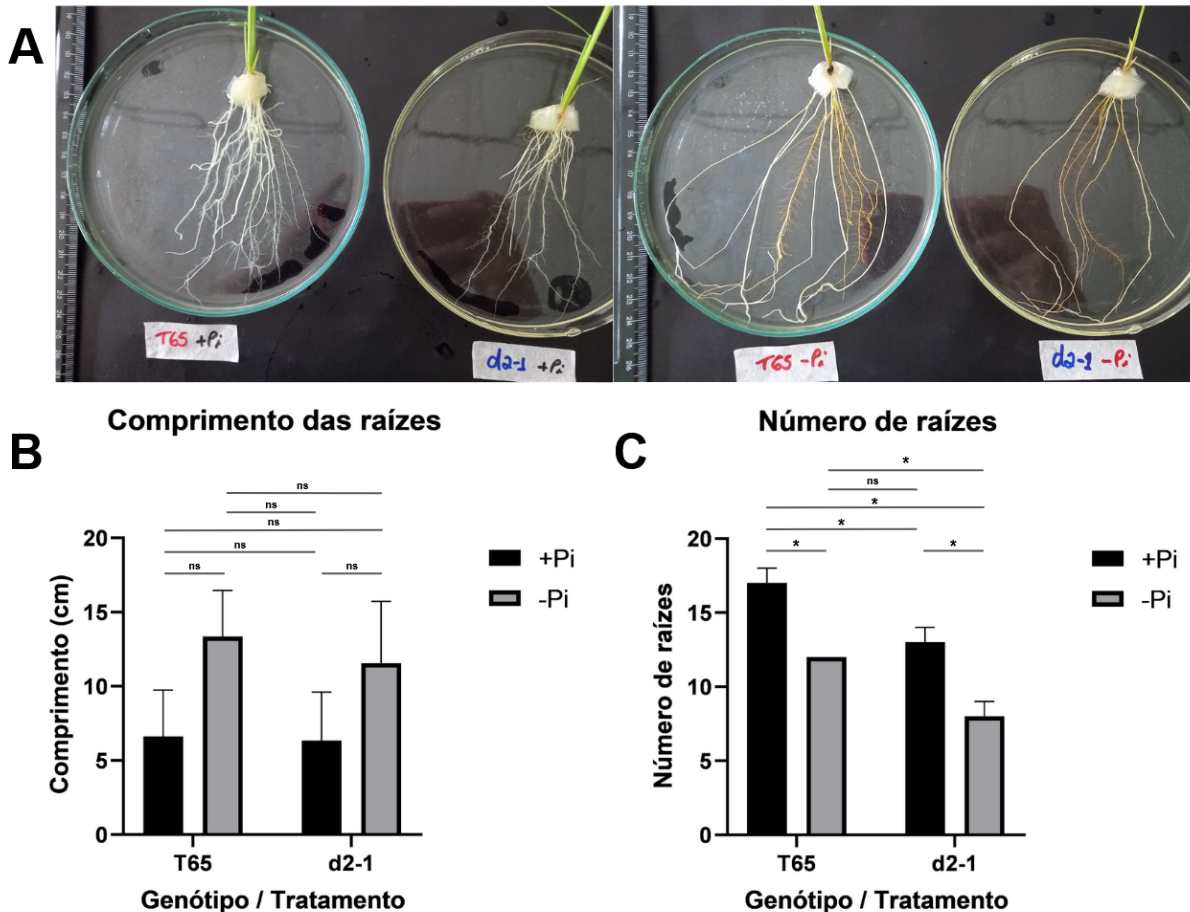 A
T65 +Pi
d2-1 +Pi
T65 -Pi
d2-1 -Pi
Comprimento das raízes
B
ns
ns
ns
ns
ns
ns
20
15
10
5
0
Comprimento (cm)
T65
d2-1
Genótipo / Tratamento
+Pi
-Pi
Número de raízes
C
*
ns
*
*
*
*
20
15
10
5
0
Número de raízes
T65
d2-1
Genótipo / Tratamento
+Pi
-Pi